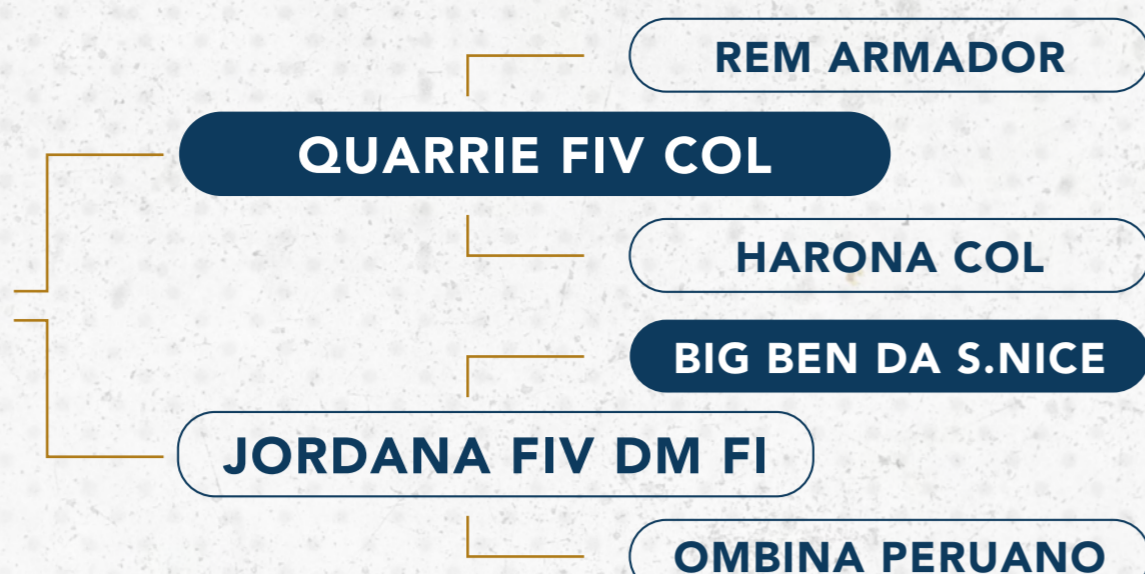 REM ARMADOR
QUARRIE FIV COL
HARONA COL
BIG BEN DA S.NICE
JORDANA FIV DM FI
OMBINA PERUANO